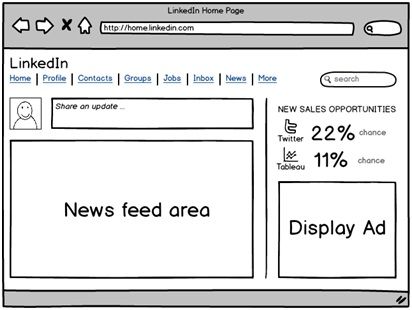 LinkedIn Home Page
http://home.linkedin.com
LinkedIn
Home | Profile | Contacts | Groups | Jobs | Inbox | News | More
search
Share an update ...
NEW SALES OPPORTUNITIES
Twitter 22% chance
Tableau 11% chance
News feed area
Display Ad